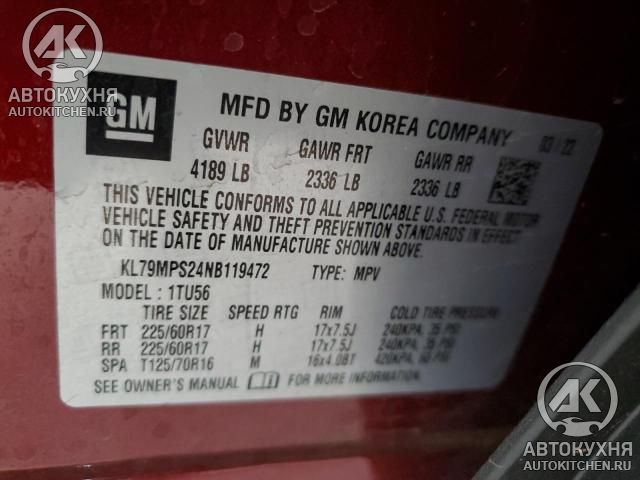 АК
АВТОКУХНЯ
AUTOKITCHEN.RU
GM
MFD BY GM KOREA COMPANY
03 / 22
GVWR GAWR FRT GAWR RR
4189 LB 2336 LB 2336 LB
THIS VEHICLE CONFORMS TO ALL APPLICABLE U.S. FEDERAL MOTOR
VEHICLE SAFETY AND THEFT PREVENTION STANDARDS IN EFFECT
ON THE DATE OF MANUFACTURE SHOWN ABOVE.
KL79MPS24NB119472 TYPE: MPV
MODEL : 1TU56
TIRE SIZE SPEED RTG RIM COLD TIRE PRESSURE
FRT 225/60R17 H 17x7.5J 240KPA, 35 PSI
RR 225/60R17 H 17x7.5J 240KPA, 35 PSI
SPA T125/70R16 M 16x4.0BT 420KPA, 60 PSI
SEE OWNER'S MANUAL FOR MORE INFORMATION.
АК
АВТОКУХНЯ
AUTOKITCHEN.RU